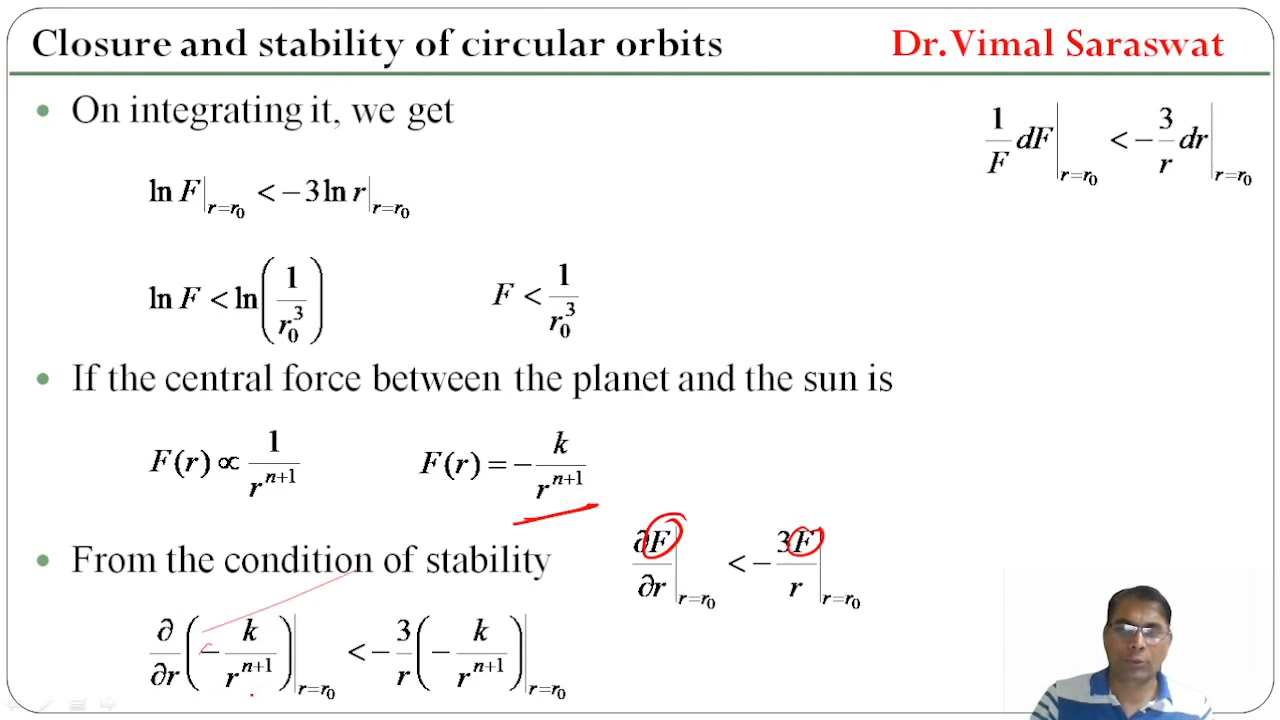 Closure and stability of circular orbits Dr. Vimal Saraswat
• On integrating it, we get
1/F dF|_{r=r₀} < − 3/r dr|_{r=r₀}
ln F|_{r=r₀} < − 3 ln r|_{r=r₀}
ln F < ln(1/r₀³) F < 1/r₀³
• If the central force between the planet and the sun is
F(r) ∝ 1/r^{n+1} F(r) = − k/r^{n+1}
• From the condition of stability ∂F/∂r|_{r=r₀} < − 3F/r|_{r=r₀}
∂/∂r(− k/r^{n+1})|_{r=r₀} < − 3/r(− k/r^{n+1})|_{r=r₀}